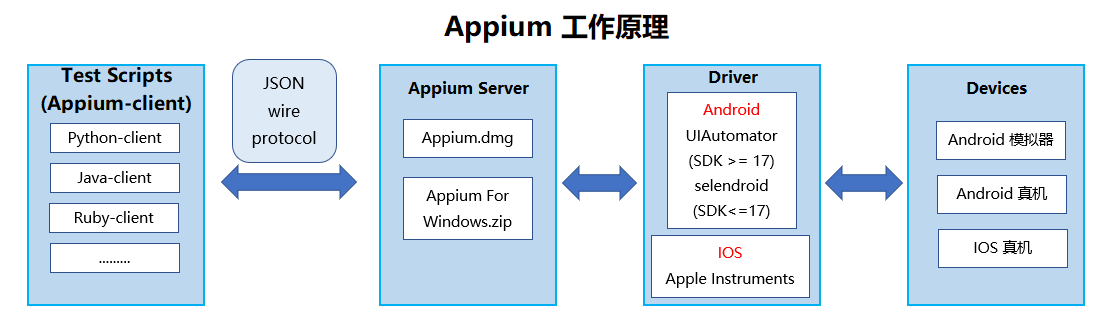 Appium 工作原理
Test Scripts
(Appium-client)
Python-client
Java-client
Ruby-client
.........
JSON
wire
protocol
Appium Server
Appium.dmg
Appium For
Windows.zip
Driver
Android
UIAutomator
(SDK >= 17)
selendroid
(SDK<=17)
IOS
Apple Instruments
Devices
Android 模拟器
Android 真机
IOS 真机